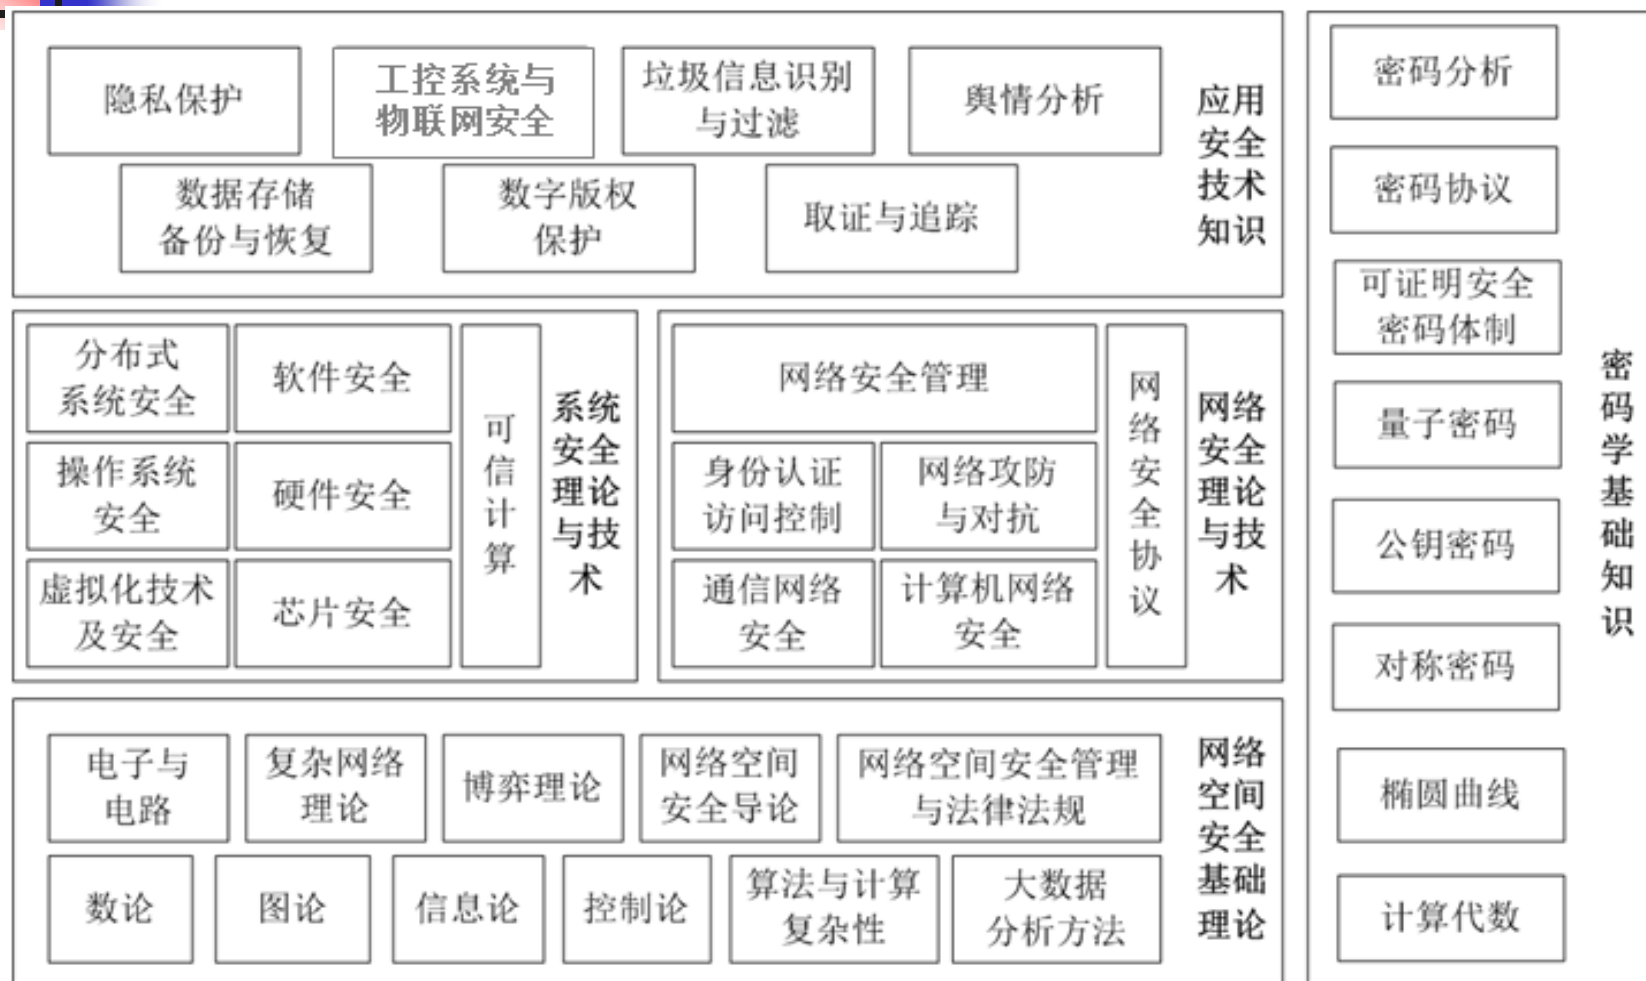 隐私保护
工控系统与
物联网安全
垃圾信息识别
与过滤
舆情分析
数据存储
备份与恢复
数字版权
保护
取证与追踪
应用
安全
技术
知识
分布式
系统安全
软件安全
操作系统
安全
硬件安全
虚拟化技术
及安全
芯片安全
可
信
计
算
系统
安全
理论
与技
术
网络安全管理
身份认证
访问控制
网络攻防
与对抗
通信网络
安全
计算机网络
安全
网
络
安
全
协
议
网络
安全
理论
与技
术
电子与
电路
复杂网络
理论
博弈理论
网络空间
安全导论
网络空间安全管理
与法律法规
数论
图论
信息论
控制论
算法与计算
复杂性
大数据
分析方法
网络
空间
安全
基础
理论
密码分析
密码协议
可证明安全
密码体制
量子密码
公钥密码
对称密码
椭圆曲线
计算代数
密
码
学
基
础
知
识